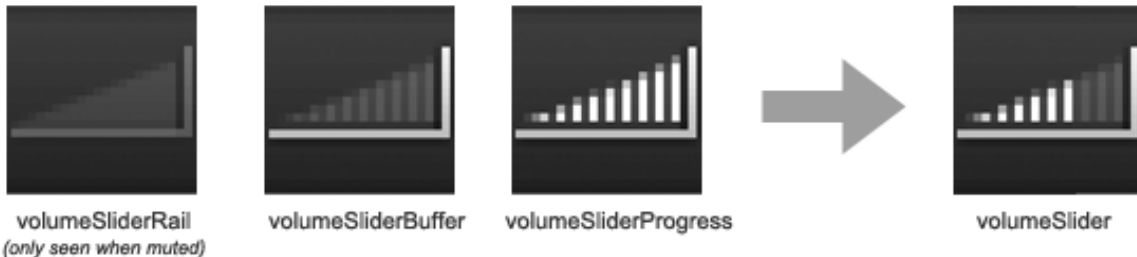 volumeSliderRail
(only seen when muted)
volumeSliderBuffer
volumeSliderProgress
volumeSlider